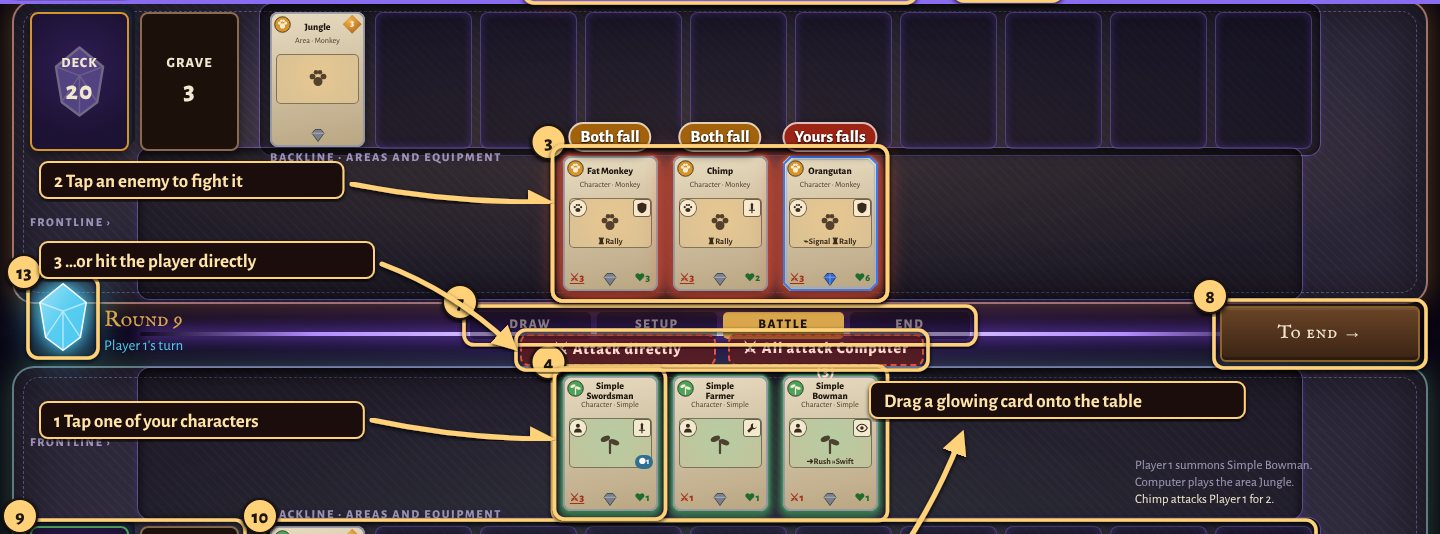 DECK
20
GRAVE
3
Jungle
3
Area · Monkey
BACKLINE · AREAS AND EQUIPMENT
3
Both fall
Both fall
Yours falls
2 Tap an enemy to fight it
Fat Monkey
Character · Monkey
Rally
3
3
Chimp
Character · Monkey
Rally
3
2
Orangutan
Character · Monkey
Signal Rally
3
6
FRONTLINE ›
3 ...or hit the player directly
13
Round 9
Player 1's turn
DRAW
SETUP
BATTLE
END
8
To end →
Attack directly
All attack Computer
(3)
4
1 Tap one of your characters
Simple
Swordsman
Character · Simple
1
3
1
Simple
Farmer
Character · Simple
1
1
Simple
Bowman
Character · Simple
Rush Swift
1
1
Drag a glowing card onto the table
FRONTLINE ›
Player 1 summons Simple Bowman.
Computer plays the area Jungle.
Chimp attacks Player 1 for 2.
9
10
BACKLINE · AREAS AND EQUIPMENT